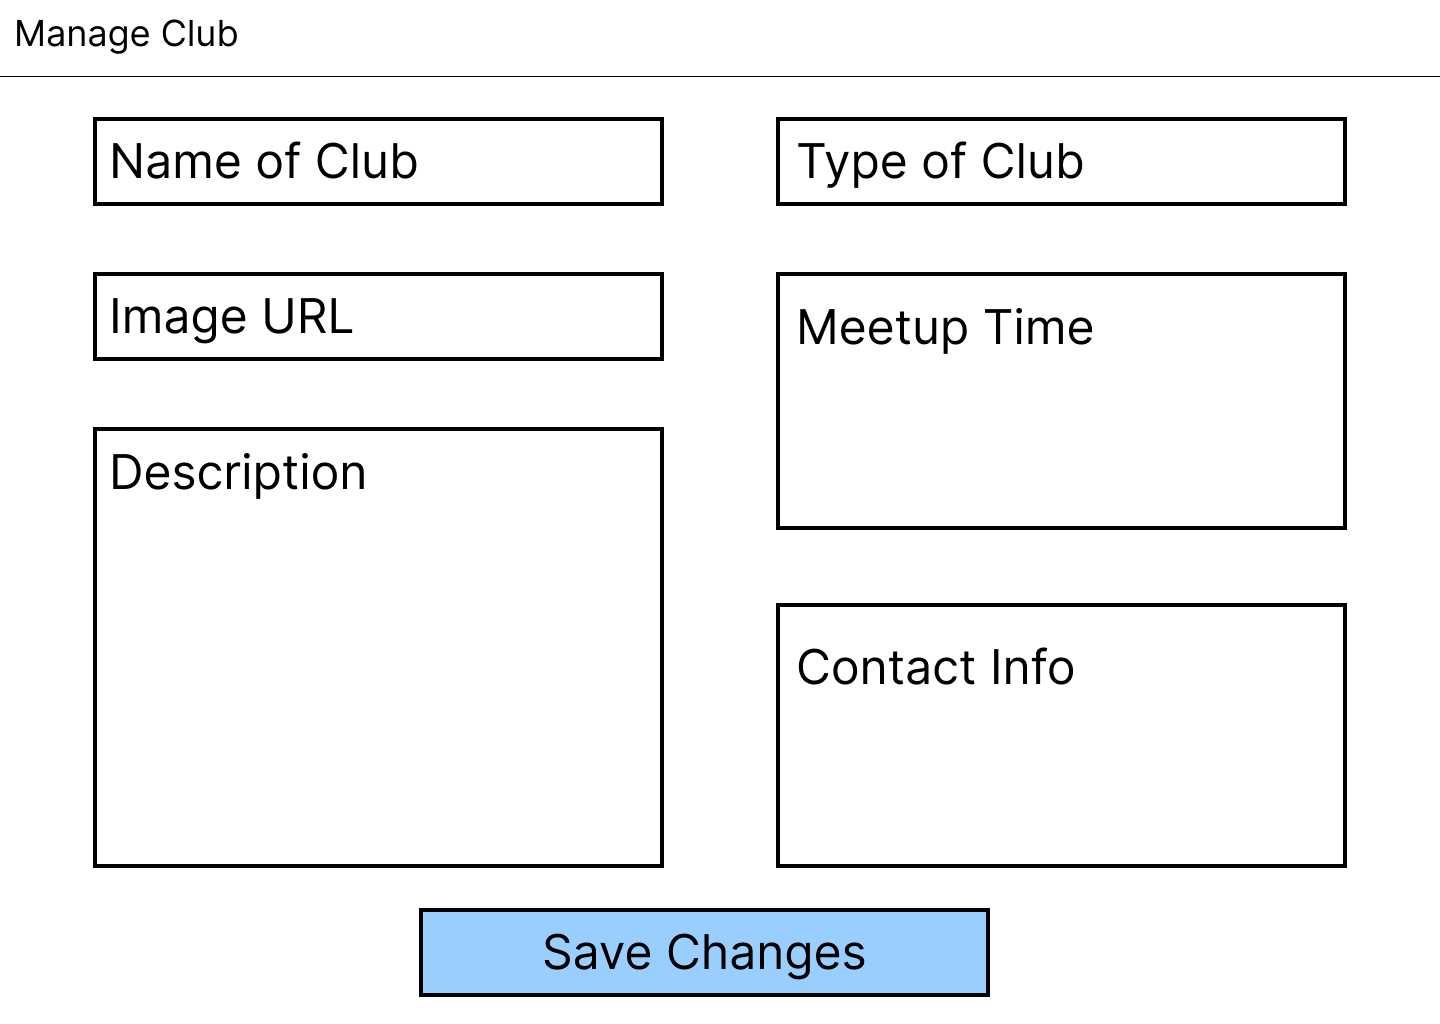 Manage Club
Name of Club
Type of Club
Image URL
Meetup Time
Description
Contact Info
Save Changes